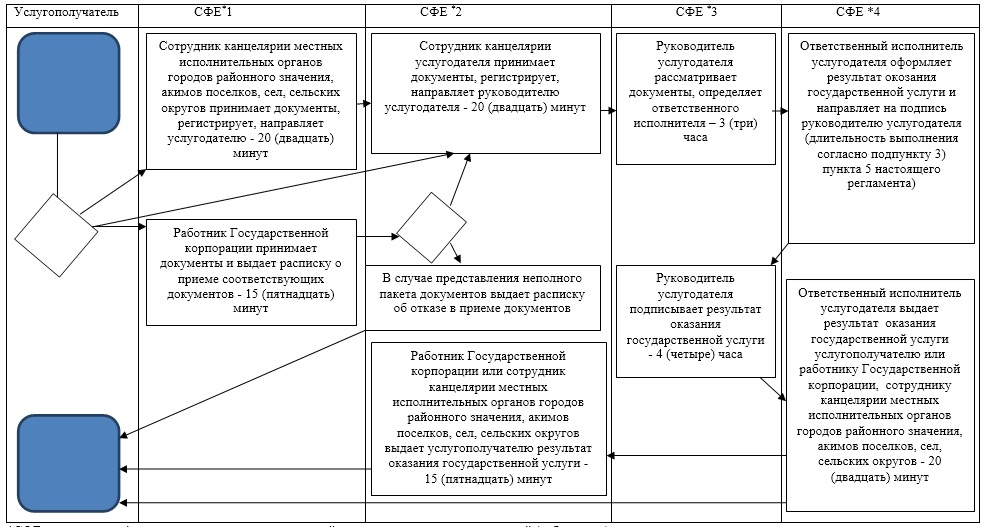 Услугополучатель
СФЕ*1
СФЕ *2
СФЕ *3
СФЕ *4
Сотрудник канцелярии местных
исполнительных органов
городов районного значения,
акимов поселков, сел, сельских
округов принимает документы,
регистрирует, направляет
услугодателю - 20 (двадцать)
минут
Сотрудник канцелярии
услугодателя принимает
документы, регистрирует,
направляет руководителю
услугодателя - 20 (двадцать) минут
Руководитель
услугодателя
рассматривает
документы, определяет
ответственного
исполнителя – 3 (три)
часа
Ответственный исполнитель
услугодателя оформляет
результат окозания
государственной услуги и
направляет на подпись
руководителю услугодателя
(длительность выполнения
согласно подпункту 3)
пункта 5 настоящего
регламента)
Работник Государственной
корпорации принимает
документы и выдает расписку о
приеме соответствующих
документов - 15 (пятнадцать)
минут
В случае представления неполного
пакета документов выдает расписку
об отказе в приеме документов
Руководитель
услугодателя
подписывает результат
оказания
государственной услуги
- 4 (четыре) часа
Ответственный исполнитель
услугодателя выдает
результат оказания
государственной услуги
услугополучателю или
работнику Государственной
корпорации, сотруднику
канцелярии местных
исполнительных органов
городов районного значения,
акимов поселков, сел,
сельских округов - 20
(двадцать) минут
Работник Государственной
корпорации или сотрудник
канцелярии местных
исполнительных органов городов
районного значения, акимов
поселков, сел, сельских округов
выдает услугополучателю результат
оказания государственной услуги -
15 (пятнадцать) минут